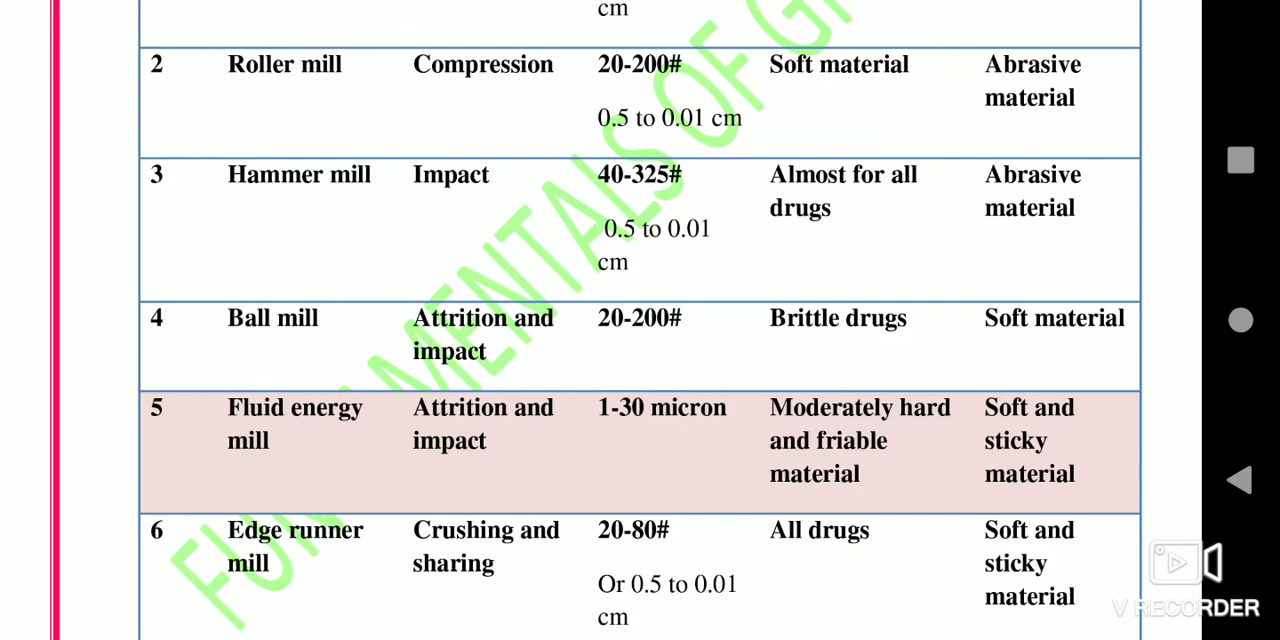 cm
2 Roller mill Compression 20-200# Soft material Abrasive
material
0.5 to 0.01 cm
3 Hammer mill Impact 40-325# Almost for all Abrasive
drugs material
0.5 to 0.01
cm
4 Ball mill Attrition and 20-200# Brittle drugs Soft material
impact
5 Fluid energy Attrition and 1-30 micron Moderately hard Soft and
mill impact and friable sticky
material material
6 Edge runner Crushing and 20-80# All drugs Soft and
mill sharing sticky
Or 0.5 to 0.01 material
cm
V RECORDER